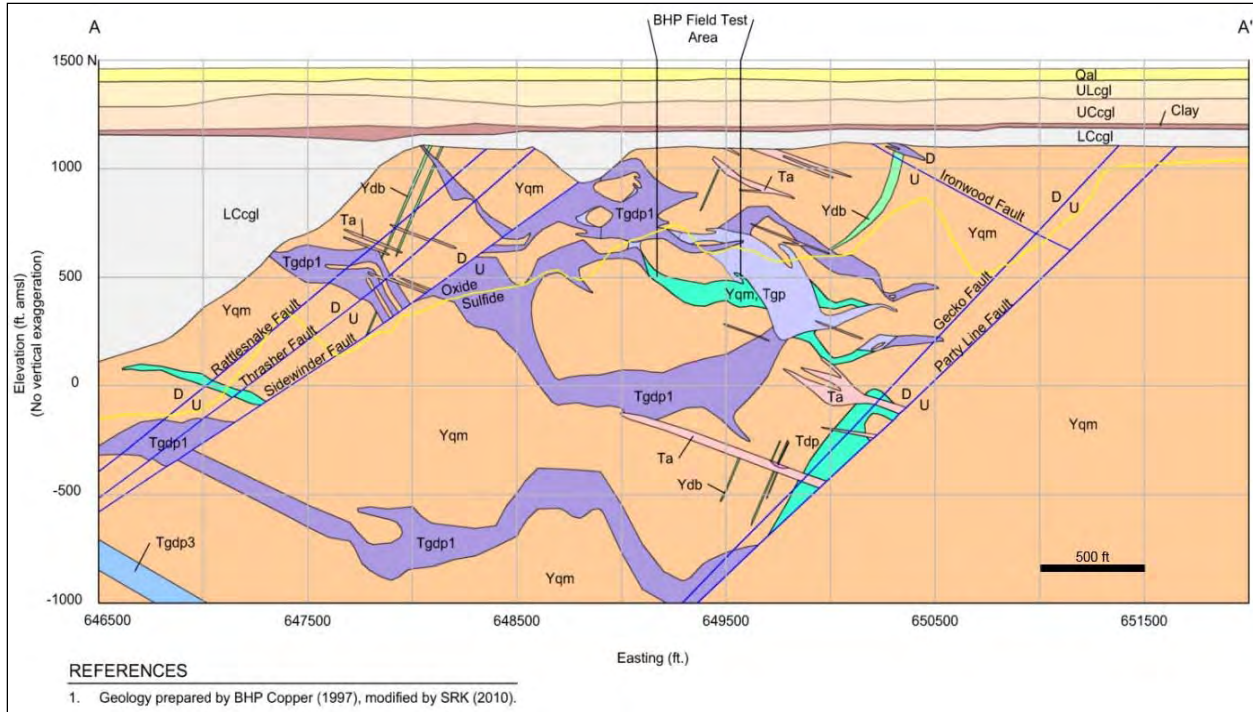 A
BHP Field Test
Area
A'
1500 N
Qal
ULcgl
UCcgl
Clay
LCcgl
1000
Ydb
Yqm
Ta
D
U
Ironwood Fault
D
U
LCcgl
Ta
Tgdp1
Ydb
Yqm
Tgdp1
D
U
500
Oxide
Sulfide
Yqm, Tgp
Yqm
D
U
Rattlesnake Fault
Thrasher Fault
Sidewinder Fault
Gecko Fault
Party Line Fault
0
D
U
Tgdp1
Ta
D
U
Tgdp1
Yqm
Ta
Tdp
Yqm
Ydb
-500
Tgdp1
Tgdp3
Yqm
500 ft
-1000
Elevation (ft. amsl)
(No vertical exaggeration)
646500
647500
648500
649500
650500
651500
Easting (ft.)
REFERENCES
1. Geology prepared by BHP Copper (1997), modified by SRK (2010).